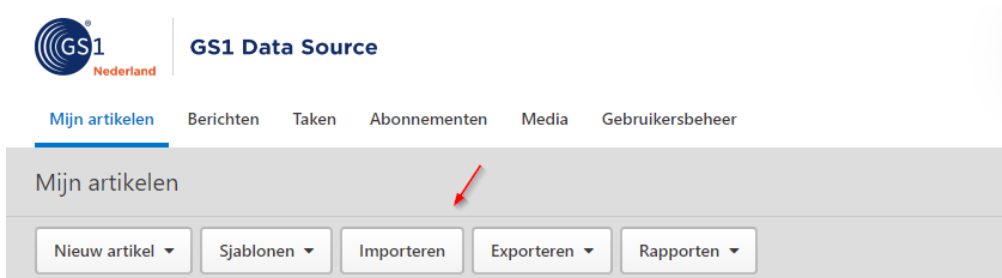 GS1
Nederland
GS1 Data Source
Mijn artikelen Berichten Taken Abonnementen Media Gebruikersbeheer
Mijn artikelen
Nieuw artikel Sjablonen Importeren Exporteren Rapporten